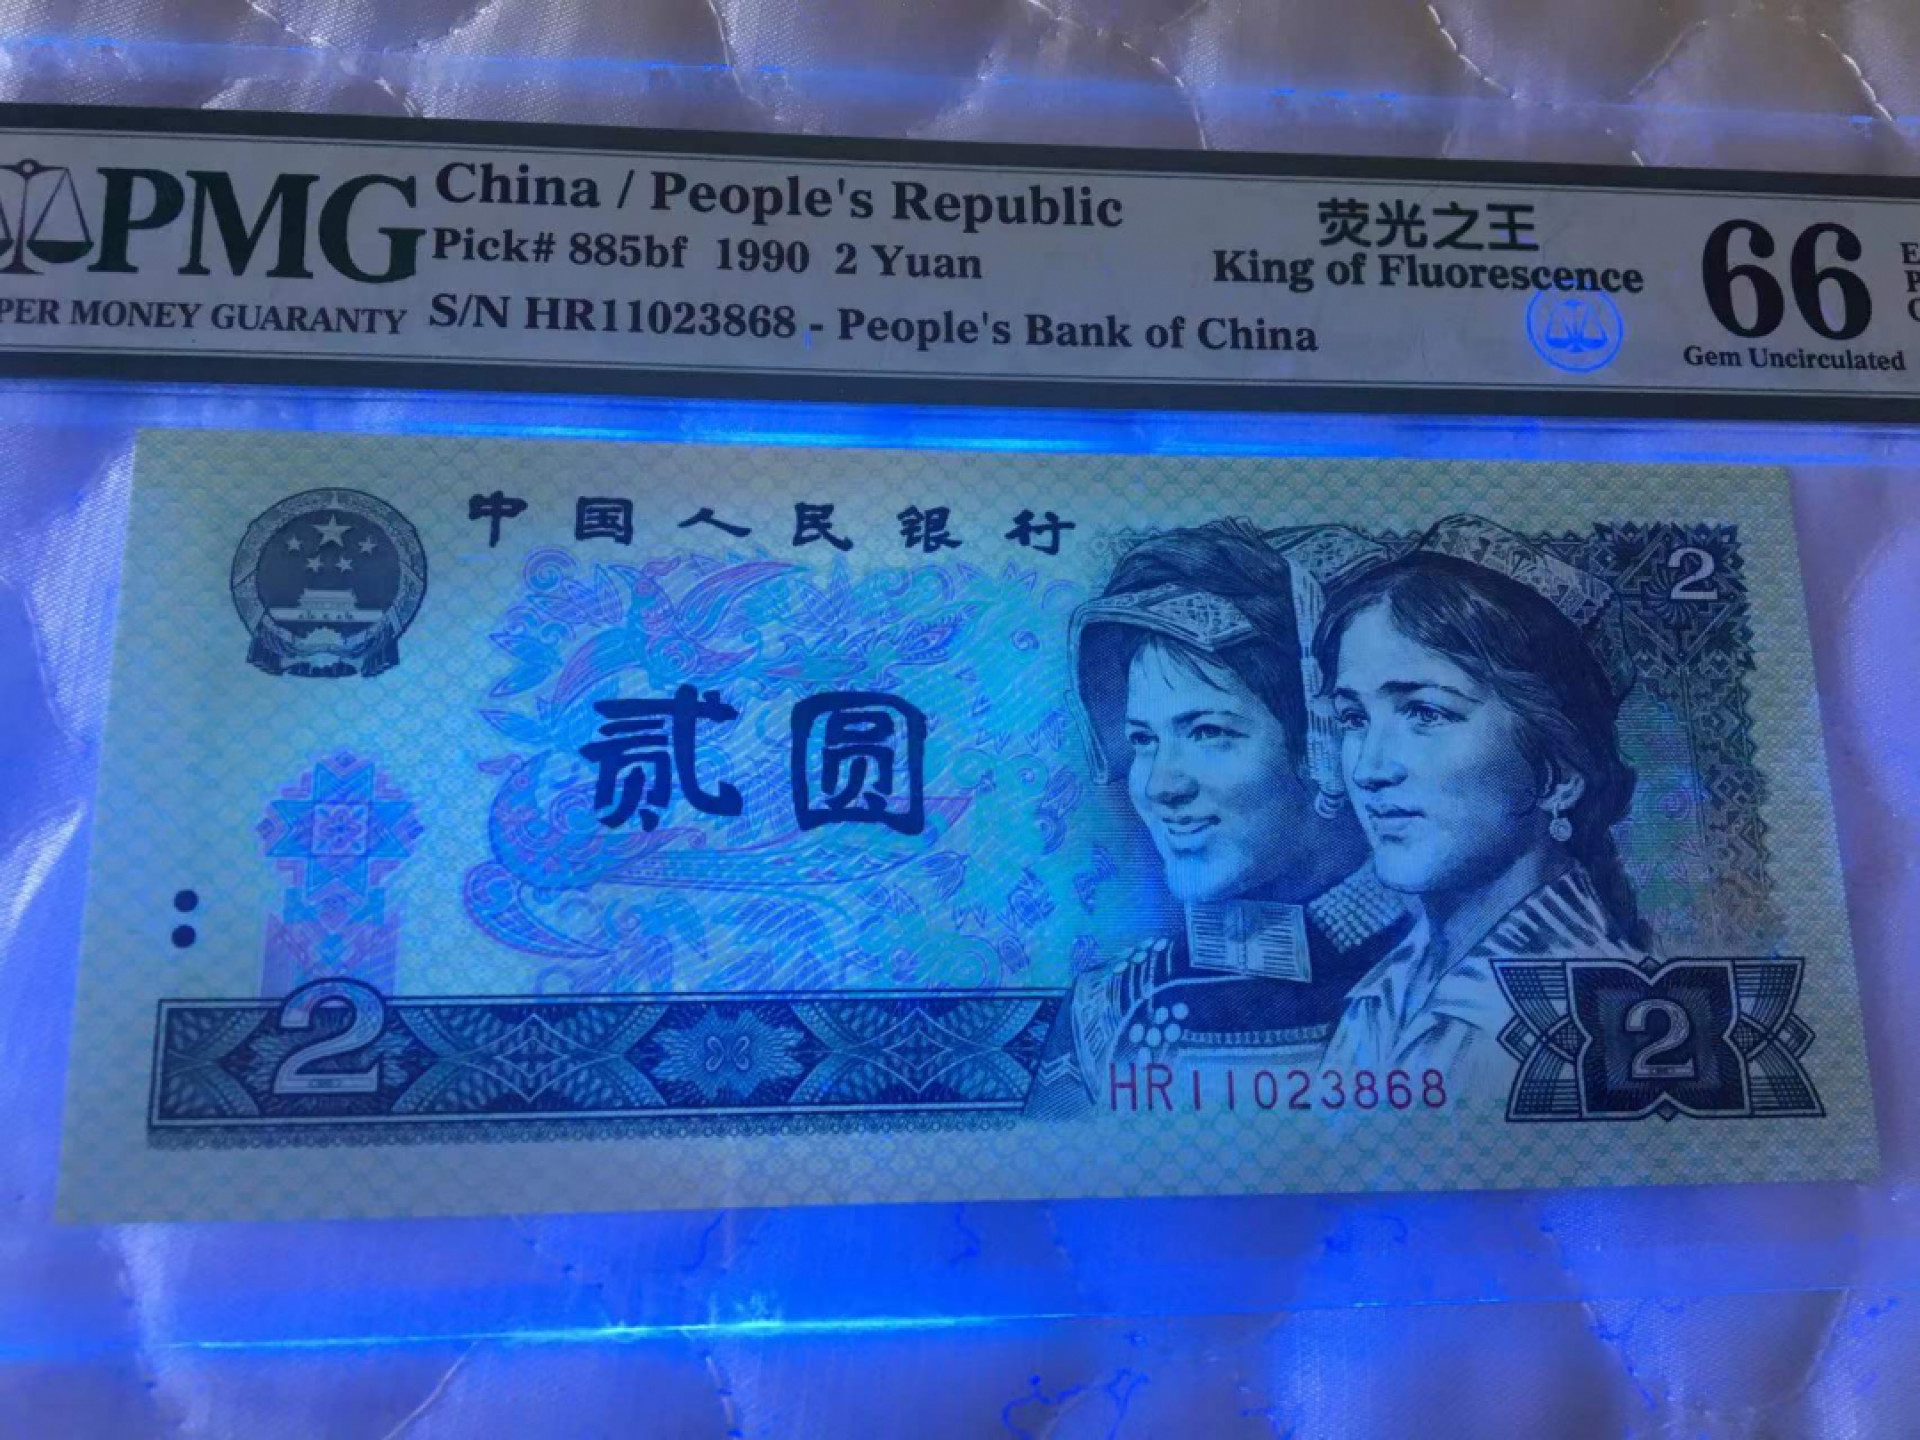 PMG
PER MONEY GUARANTY
China / People's Republic
Pick# 885bf 1990 2 Yuan
S/N HR11023868 - People's Bank of China
荧光之王
King of Fluorescence
66
Gem Uncirculated
E
P
中国人民银行
2
贰圆
2
HR11023868
2